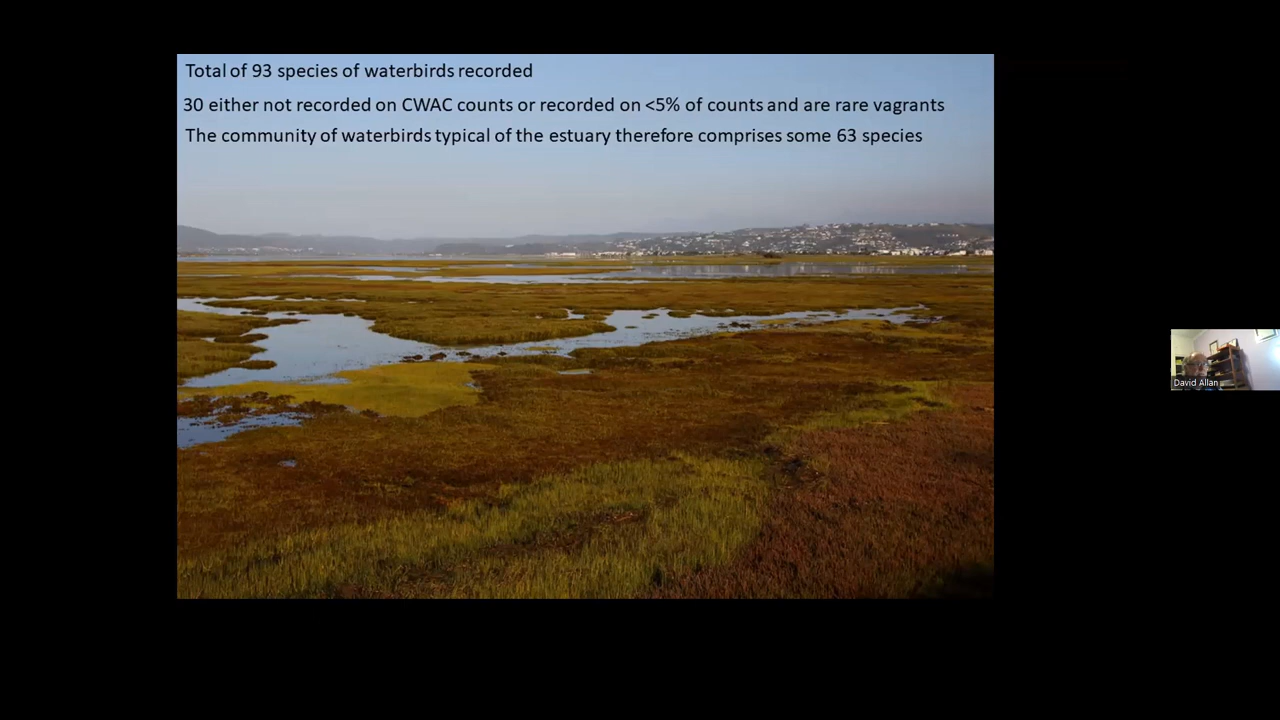 Total of 93 species of waterbirds recorded
30 either not recorded on CWAC counts or recorded on <5% of counts and are rare vagrants
The community of waterbirds typical of the estuary therefore comprises some 63 species
David Allan